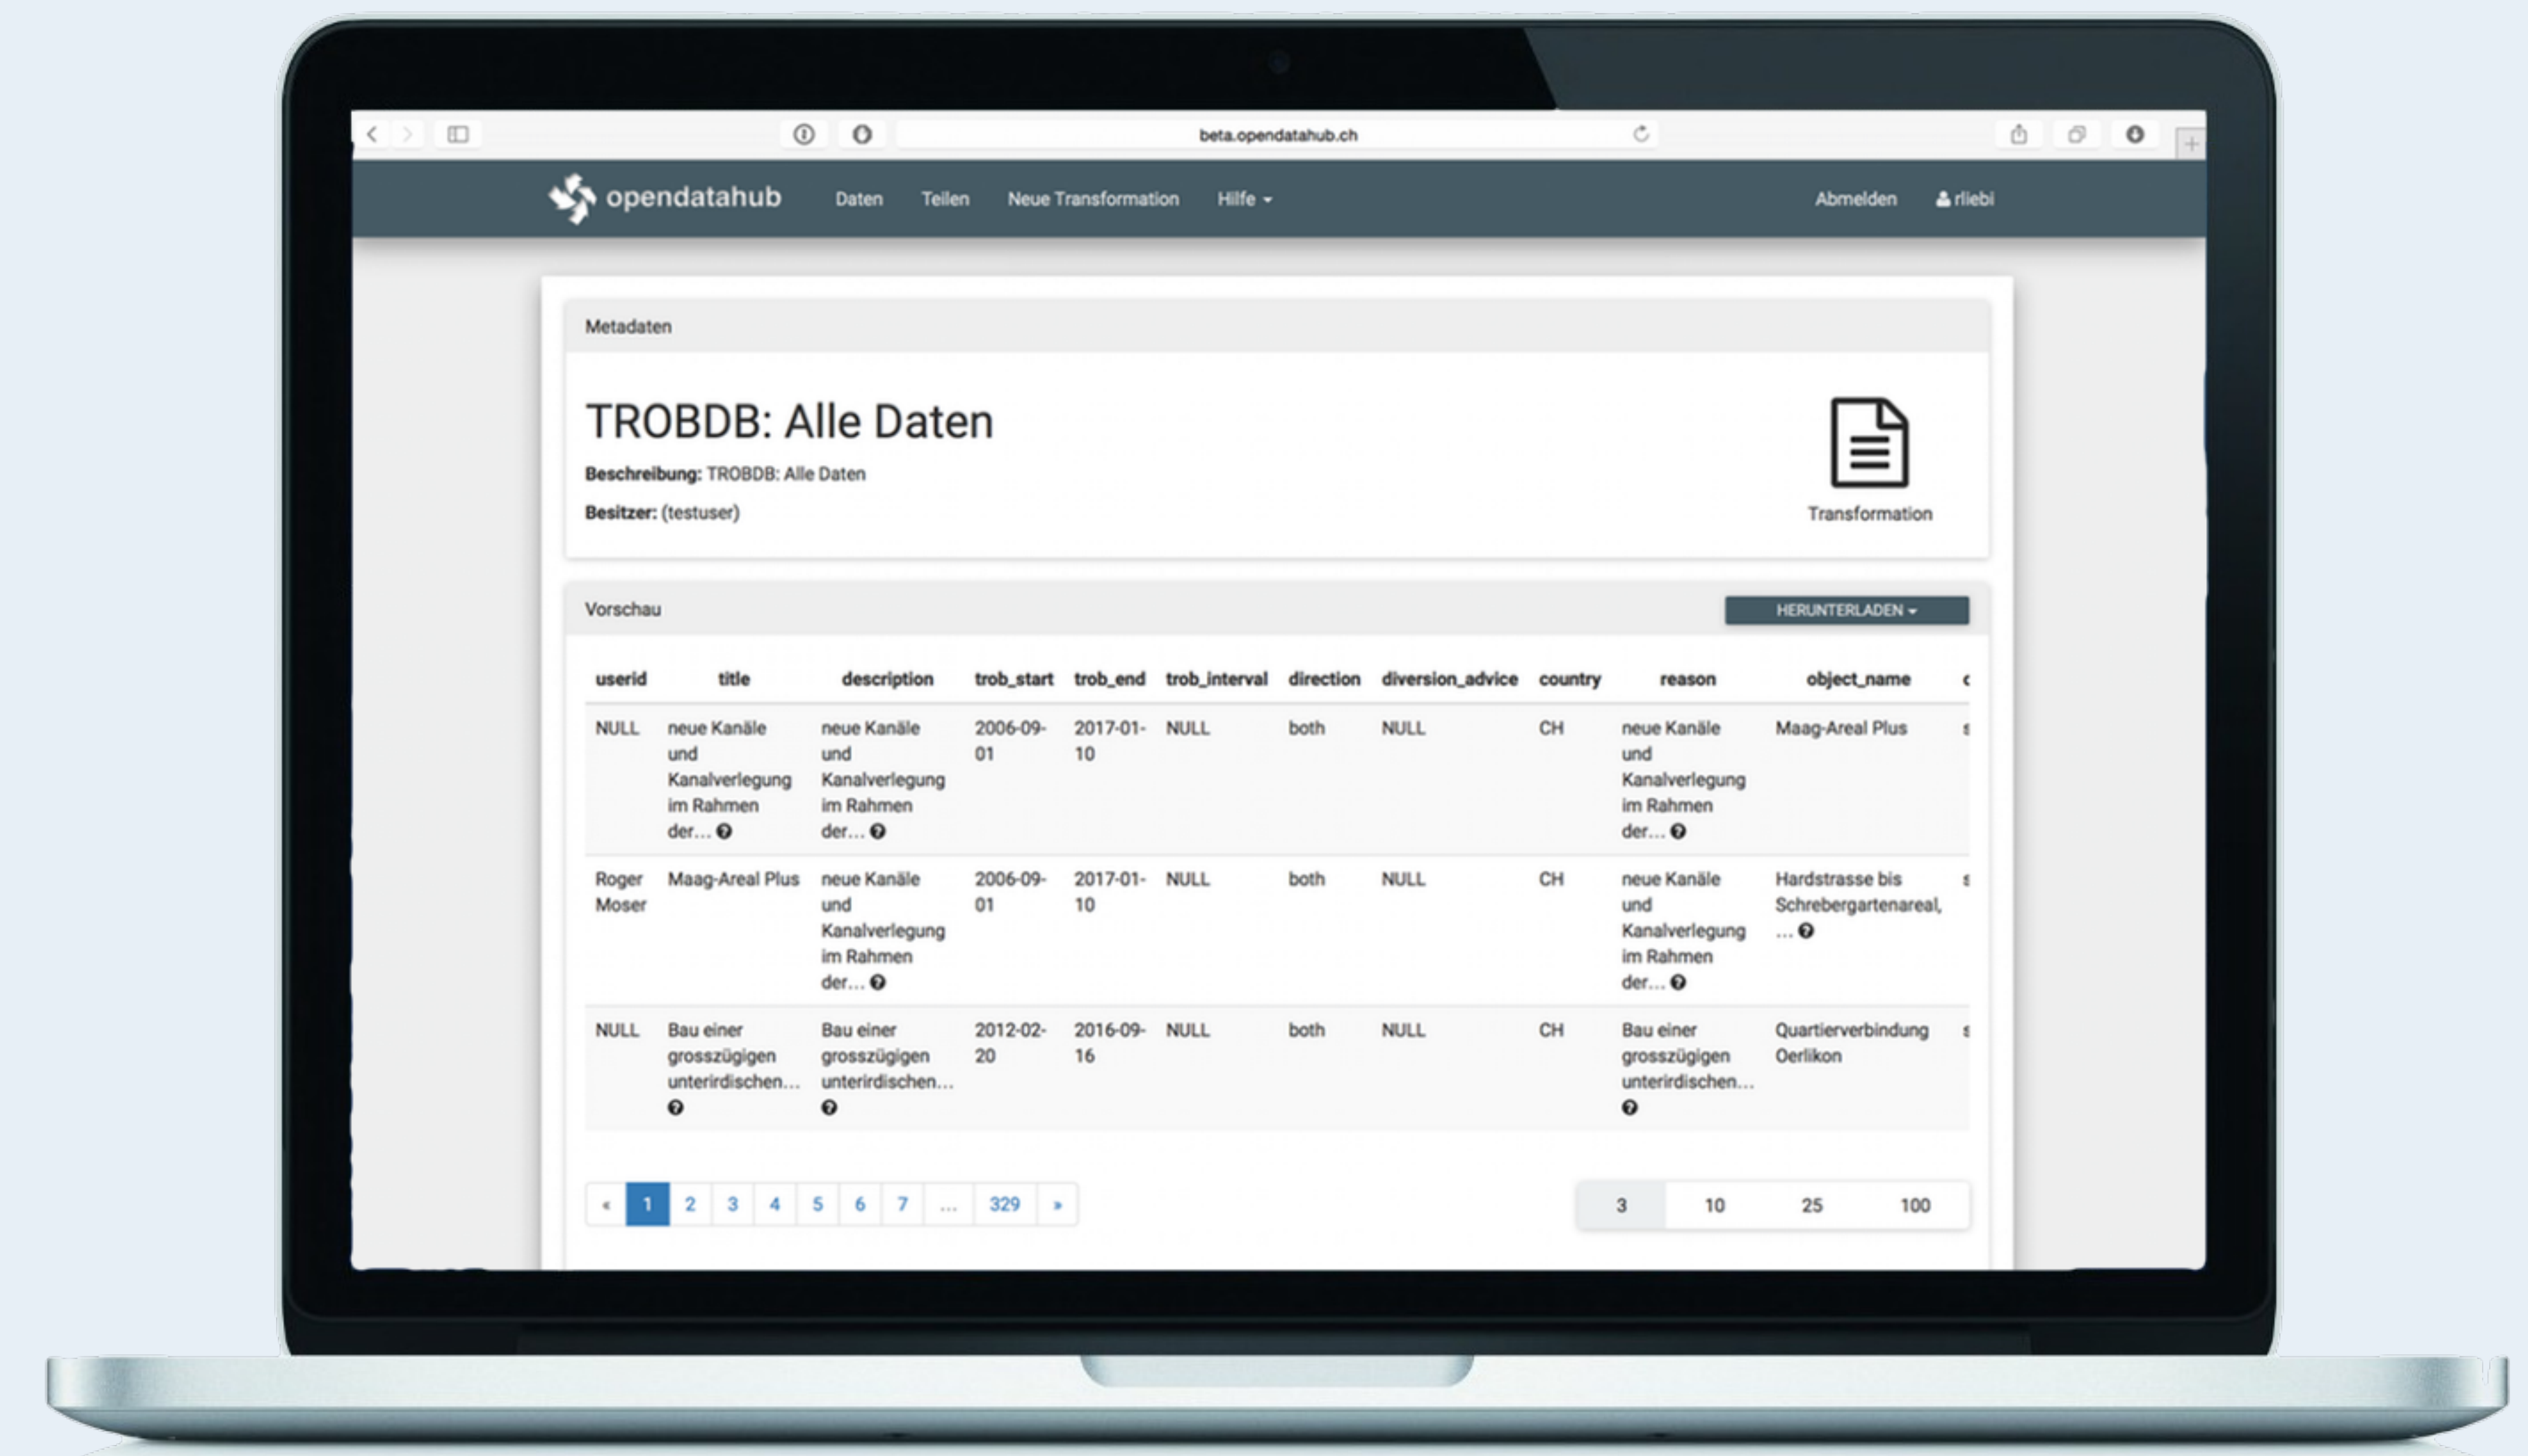 beta.opendatahub.ch
opendatahub Daten Teilen Neue Transformation Hilfe Abmelden rliebi
Metadaten
TROBDB: Alle Daten
Beschreibung: TROBDB: Alle Daten
Besitzer: (testuser)
Transformation
Vorschau HERUNTERLADEN
userid title description trob_start trob_end trob_interval direction diversion_advice country reason object_name
NULL neue Kanäle neue Kanäle 2006-09- 2017-01- NULL both NULL CH neue Kanäle Maag-Areal Plus
und und 01 10 und
Kanalverlegung Kanalverlegung Kanalverlegung
im Rahmen im Rahmen im Rahmen
der... der... der...
Roger Maag-Areal Plus neue Kanäle 2006-09- 2017-01- NULL both NULL CH neue Kanäle Hardstrasse bis
Moser und 01 10 und Schrebergartenareal,
Kanalverlegung Kanalverlegung ...
im Rahmen im Rahmen
der... der...
NULL Bau einer Bau einer 2012-02- 2016-09- NULL both NULL CH Bau einer Quartierverbindung
grosszügigen grosszügigen 20 16 grosszügigen Oerlikon
unterirdischen... unterirdischen... unterirdischen...
« 1 2 3 4 5 6 7 ... 329 » 3 10 25 100